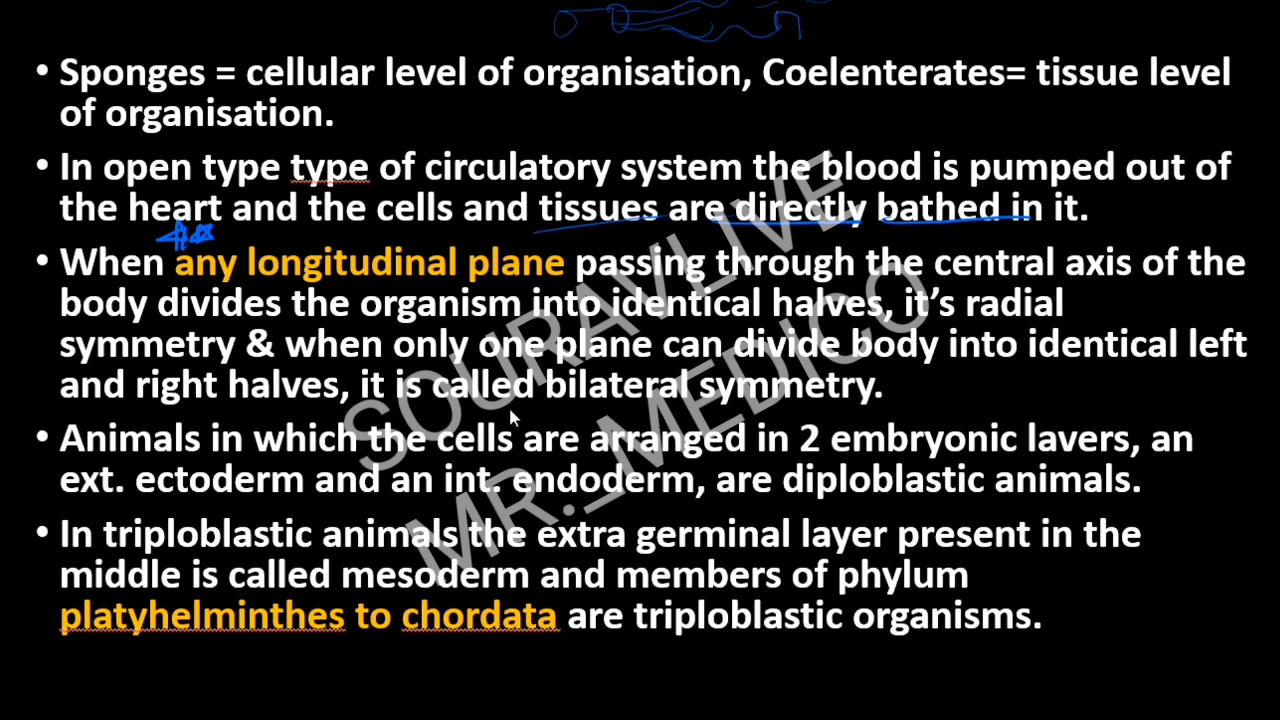 • Sponges = cellular level of organisation, Coelenterates= tissue level
of organisation.
• In open type type of circulatory system the blood is pumped out of
the heart and the cells and tissues are directly bathed in it.
• When any longitudinal plane passing through the central axis of the
body divides the organism into identical halves, it’s radial
symmetry & when only one plane can divide body into identical left
and right halves, it is called bilateral symmetry.
• Animals in which the cells are arranged in 2 embryonic lavers, an
ext. ectoderm and an int. endoderm, are diploblastic animals.
• In triploblastic animals the extra germinal layer present in the
middle is called mesoderm and members of phylum
platyhelminthes to chordata are triploblastic organisms.
SOURAVLIVE
MR._MEDICO